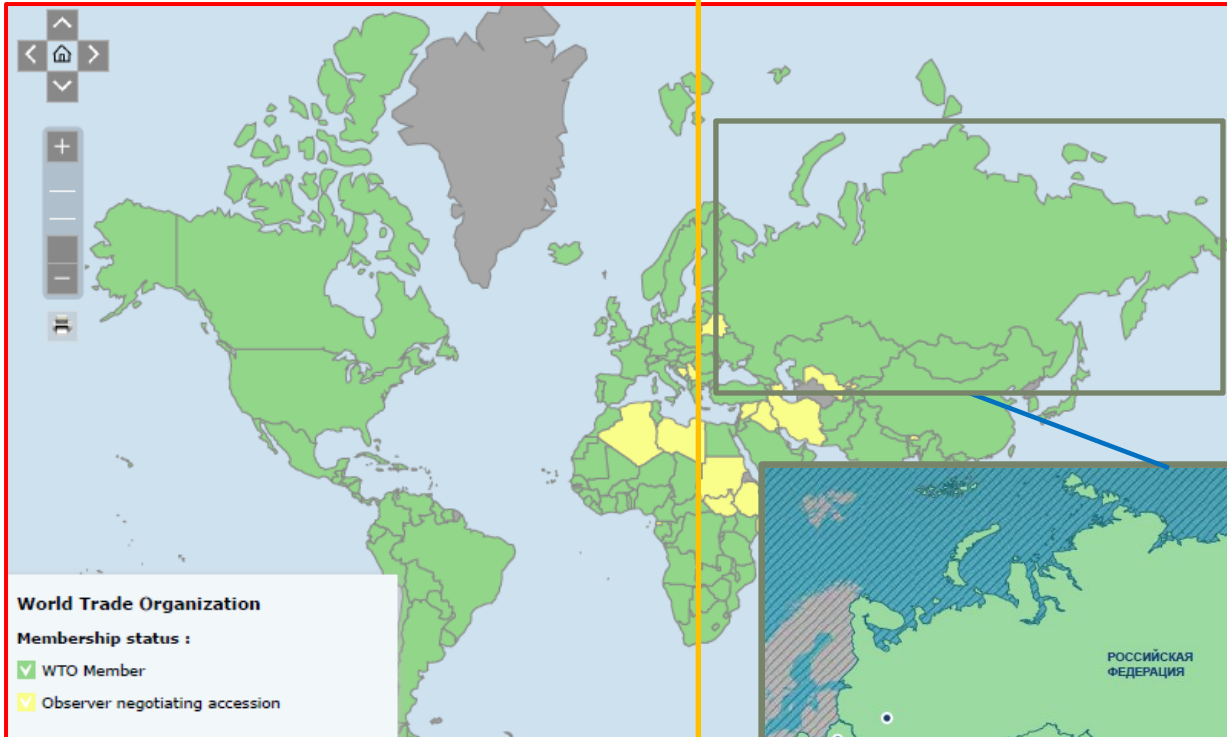 World Trade Organization
Membership status :
WTO Member
Observer negotiating accession
РОССИЙСКАЯ
ФЕДЕРАЦИЯ